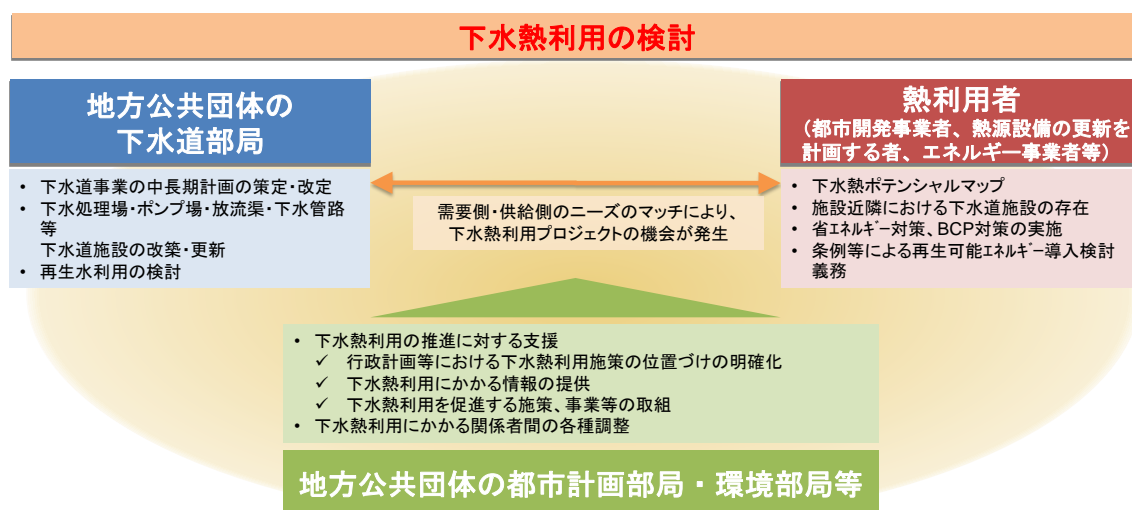 下水熱利用の検討
地方公共団体の
下水道部局
• 下水道事業の中長期計画の策定・改定
• 下水処理場・ポンプ場・放流渠・下水管路
等
下水道施設の改築・更新
• 再生水利用の検討
需要側・供給側のニーズのマッチにより、
下水熱利用プロジェクトの機会が発生
熱利用者
（都市開発事業者、熱源設備の更新を
計画する者、エネルギー事業者等）
• 下水熱ポテンシャルマップ
• 施設近隣における下水道施設の存在
• 省ｴﾈﾙｷﾞｰ対策、BCP対策の実施
• 条例等による再生可能ｴﾈﾙｷﾞｰ導入検討
義務
• 下水熱利用の推進に対する支援
✓ 行政計画等における下水熱利用施策の位置づけの明確化
✓ 下水熱利用にかかる情報の提供
✓ 下水熱利用を促進する施策、事業等の取組
• 下水熱利用にかかる関係者間の各種調整
地方公共団体の都市計画部局・環境部局等